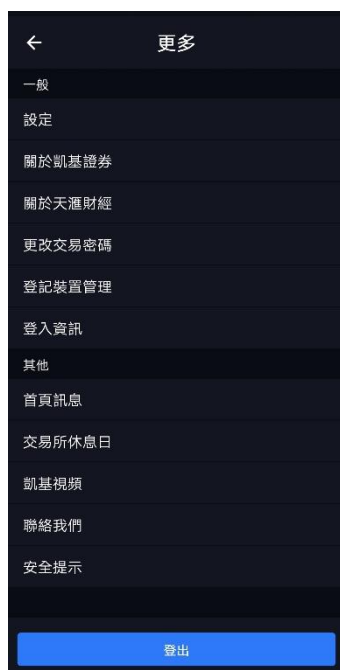 更多
一般
設定
關於凱基證券
關於天滙財經
更改交易密碼
登記裝置管理
登入資訊
其他
首頁訊息
交易所休息日
凱基視頻
聯絡我們
安全提示
登出